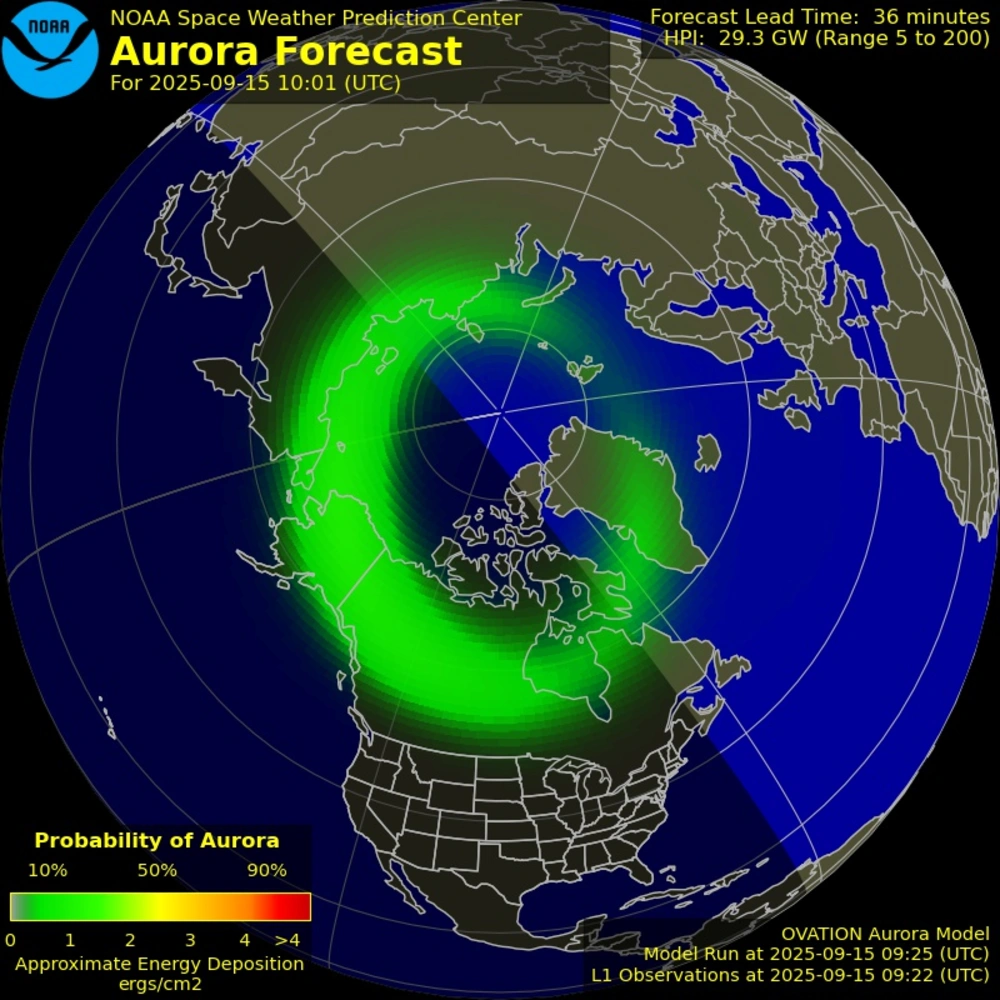 NOAA
NOAA Space Weather Prediction Center
Aurora Forecast
For 2025-09-15 10:01 (UTC)
Forecast Lead Time: 36 minutes
HPI: 29.3 GW (Range 5 to 200)
Probability of Aurora
10% 50% 90%
0 1 2 3 4 >4
Approximate Energy Deposition
ergs/cm2
OVATION Aurora Model
Model Run at 2025-09-15 09:25 (UTC)
L1 Observations at 2025-09-15 09:22 (UTC)